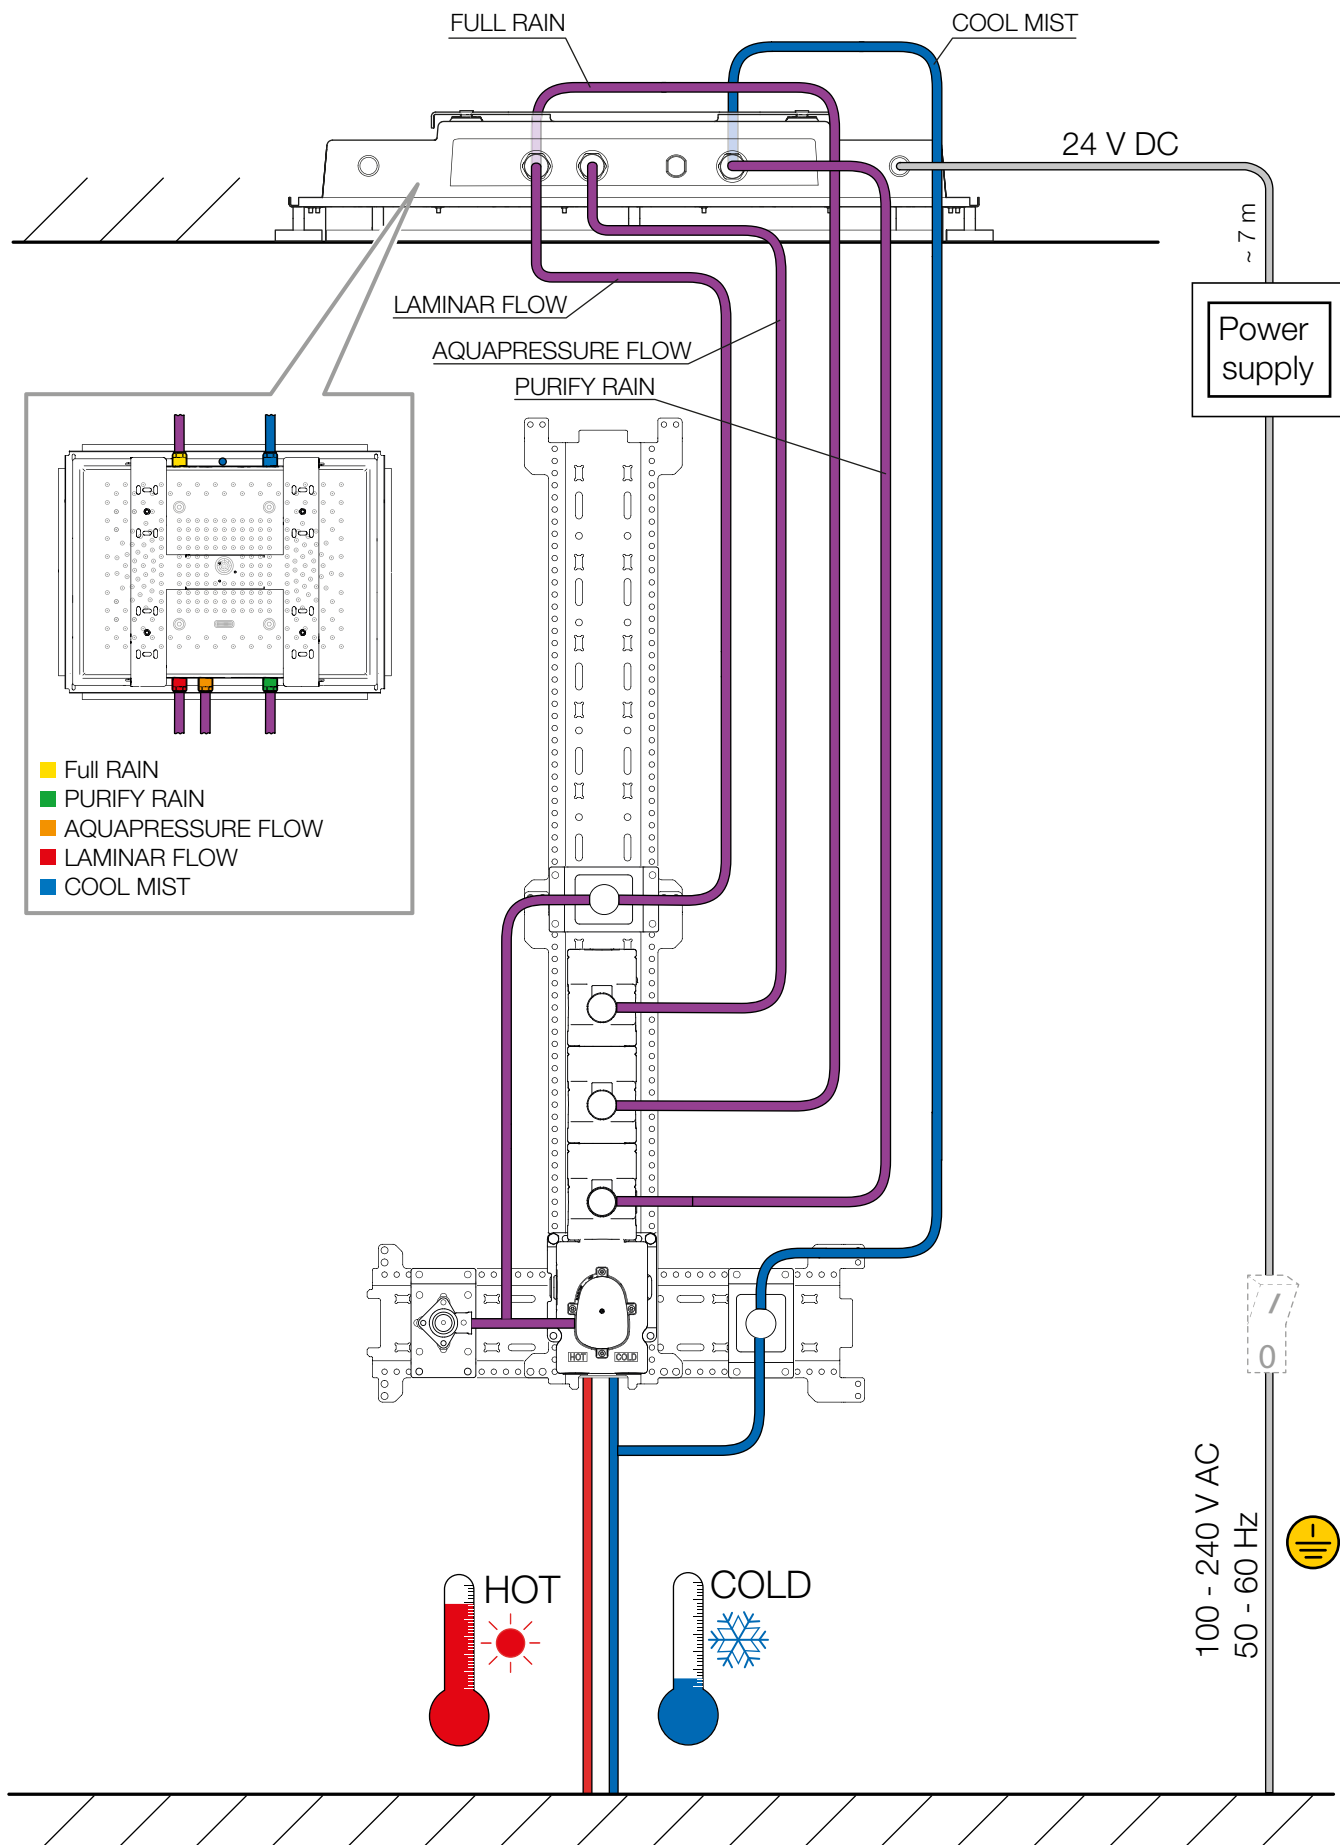 FULL RAIN
COOL MIST
24 V DC
~ 7 m
LAMINAR FLOW
Power
supply
AQUAPRESSURE FLOW
PURIFY RAIN
Full RAIN
PURIFY RAIN
AQUAPRESSURE FLOW
LAMINAR FLOW
COOL MIST
HOT
COLD
I
0
100 - 240 V AC
50 - 60 Hz
HOT
COLD